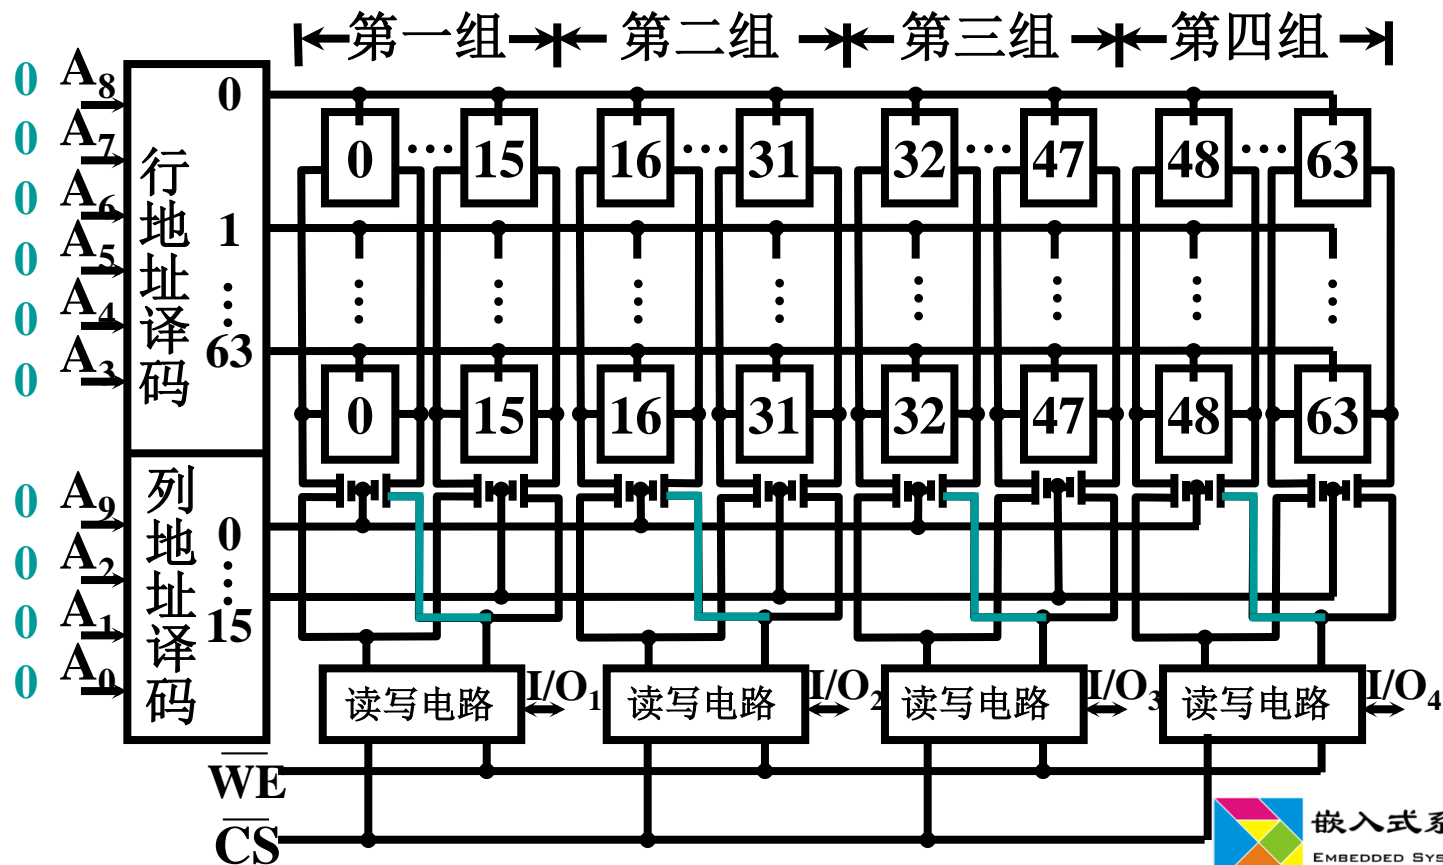 第一组 第二组 第三组 第四组
0 A8
0 A7
0 A6
0 A5
0 A4
0 A3
行地址译码
0
1
⋮
63
0 … 15 16 … 31 32 … 47 48 … 63
0 15 16 31 32 47 48 63
0 A9
0 A2
0 A1
0 A0
列地址译码
0
⋮
15
读写电路 I/O1 读写电路 I/O2 读写电路 I/O3 读写电路 I/O4
W̅E̅
C̅S̅
嵌入式系
EMBEDDED SYS